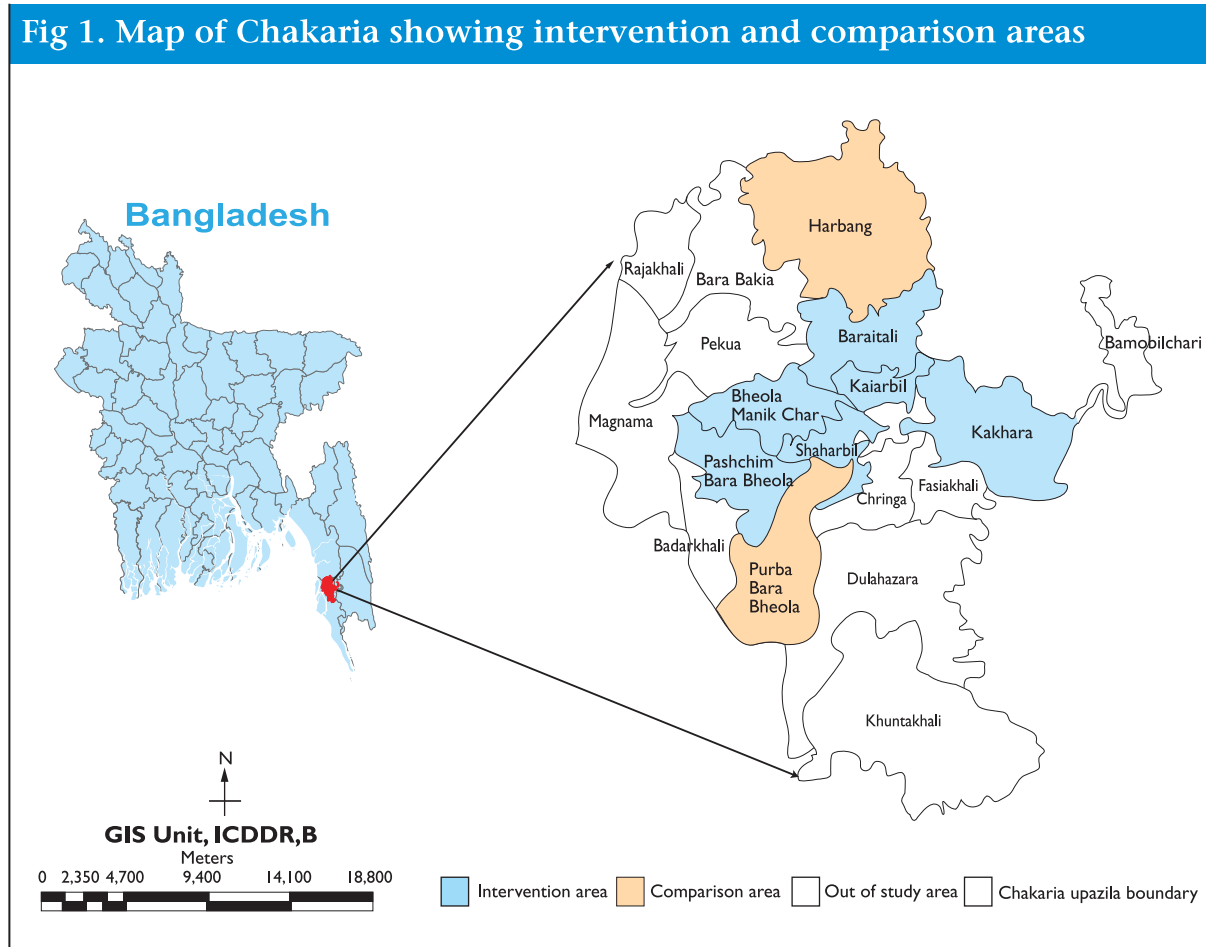 Fig 1. Map of Chakaria showing intervention and comparison areas
Bangladesh
Harbang
Rajakhali
Bara Bakia
Baraitali
Bamobilchari
Pekua
Kaiarbil
Bheola
Manik Char
Magnama
Kakhara
Shaharbil
Pashchim
Bara Bheola
Fasiakhali
Chringa
Badarkhali
Purba
Bara
Bheola
Dulahazara
Khuntakhali
N
GIS Unit, ICDDR,B
Meters
0 2,350 4,700 9,400 14,100 18,800
Intervention area Comparison area Out of study area Chakaria upazila boundary